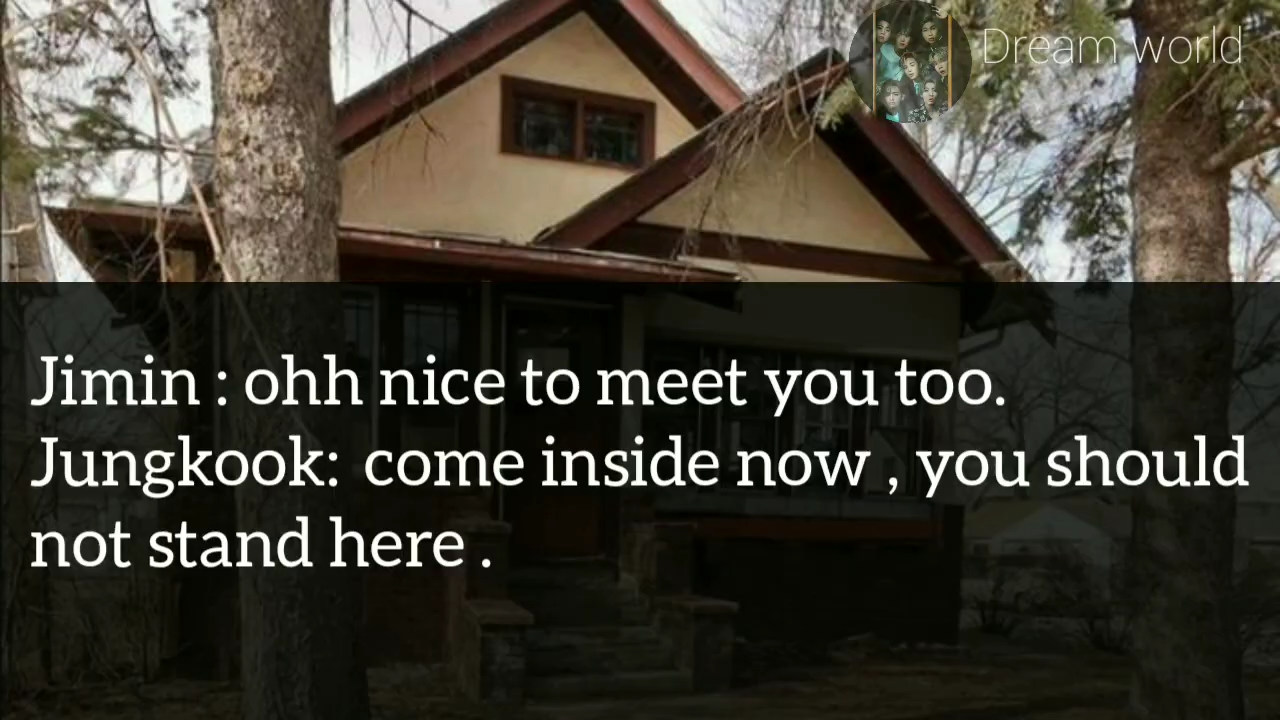 Dream world
Jimin : ohh nice to meet you too.
Jungkook: come inside now , you should
not stand here .